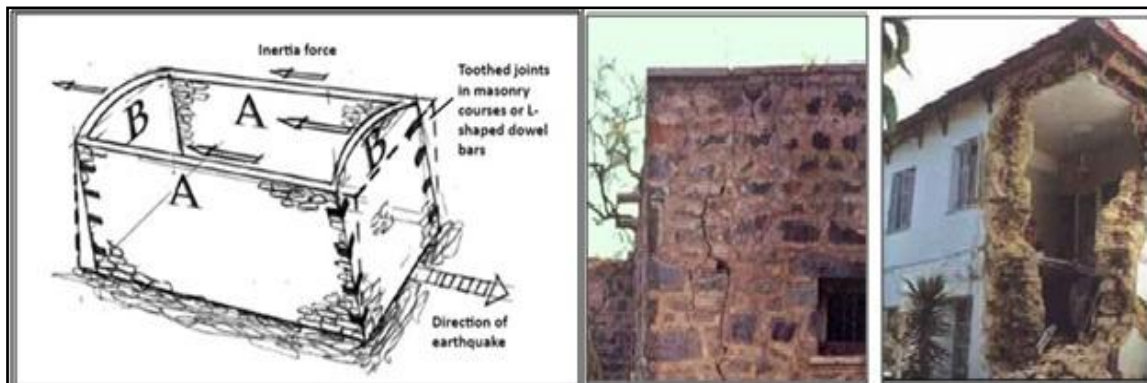 Inertia force
Toothed joints
in masonry
courses or L-
shaped dowel
bars
B
A
B
A
Direction of
earthquake